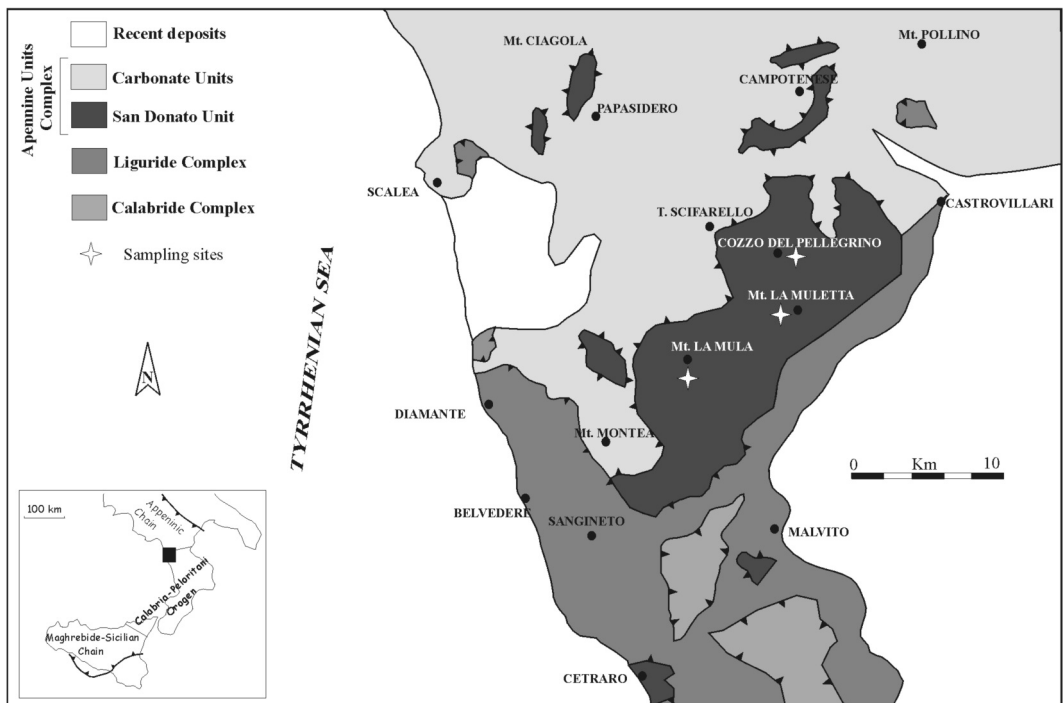 Recent deposits
Apennine Units
Complex
Carbonate Units
San Donato Unit
Liguride Complex
Calabride Complex
Sampling sites
N
TYRRHENIAN SEA
Mt. CIAGOLA
Mt. POLLINO
CAMPOTENESE
PAPASIDERO
SCALEA
CASTROVILLARI
T. SCIFARELLO
COZZO DEL PELLEGRINO
Mt. LA MULETTA
Mt. LA MULA
DIAMANTE
Mt. MONTEA
0 Km 10
BELVEDERE
SANGINETO
MALVITO
CETRARO
100 km
Appeninic
Chain
Calabria-Peloritani
Orogen
Maghrebide-Sicilian
Chain